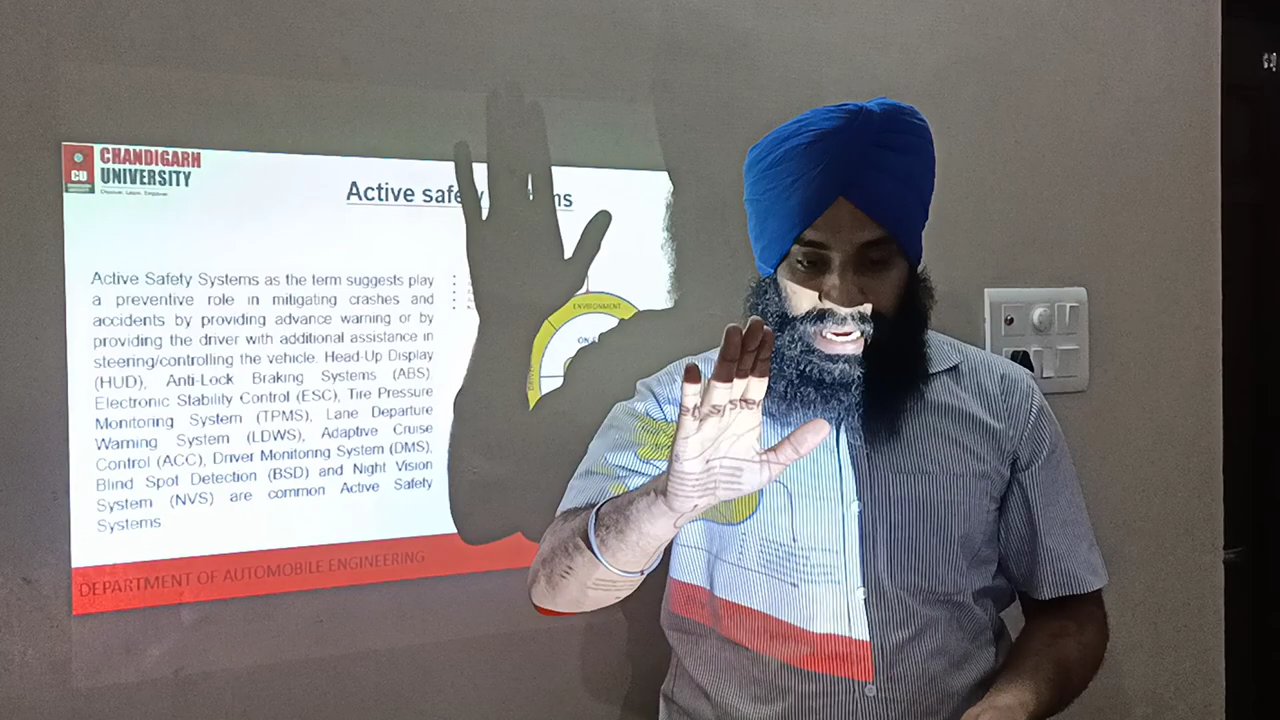 CHANDIGARH
UNIVERSITY
Discover. Learn. Empower.
CU
Active safe
Active Safety Systems as the term suggests play
a preventive role in mitigating crashes and
accidents by providing advance warning or by
providing the driver with additional assistance in
steering/controlling the vehicle. Head-Up Display
(HUD), Anti-Lock Braking Systems (ABS)
Electronic Stability Control (ESC), Tire Pressure
Monitoring System (TPMS), Lane Departure
Warning System (LDWS), Adaptive Cruise
Control (ACC), Driver Monitoring System (DMS),
Blind Spot Detection (BSD) and Night Vision
System (NVS) are common Active Safety
Systems
ENVIRONMENT
DEPARTMENT OF AUTOMOBILE ENGINEERING